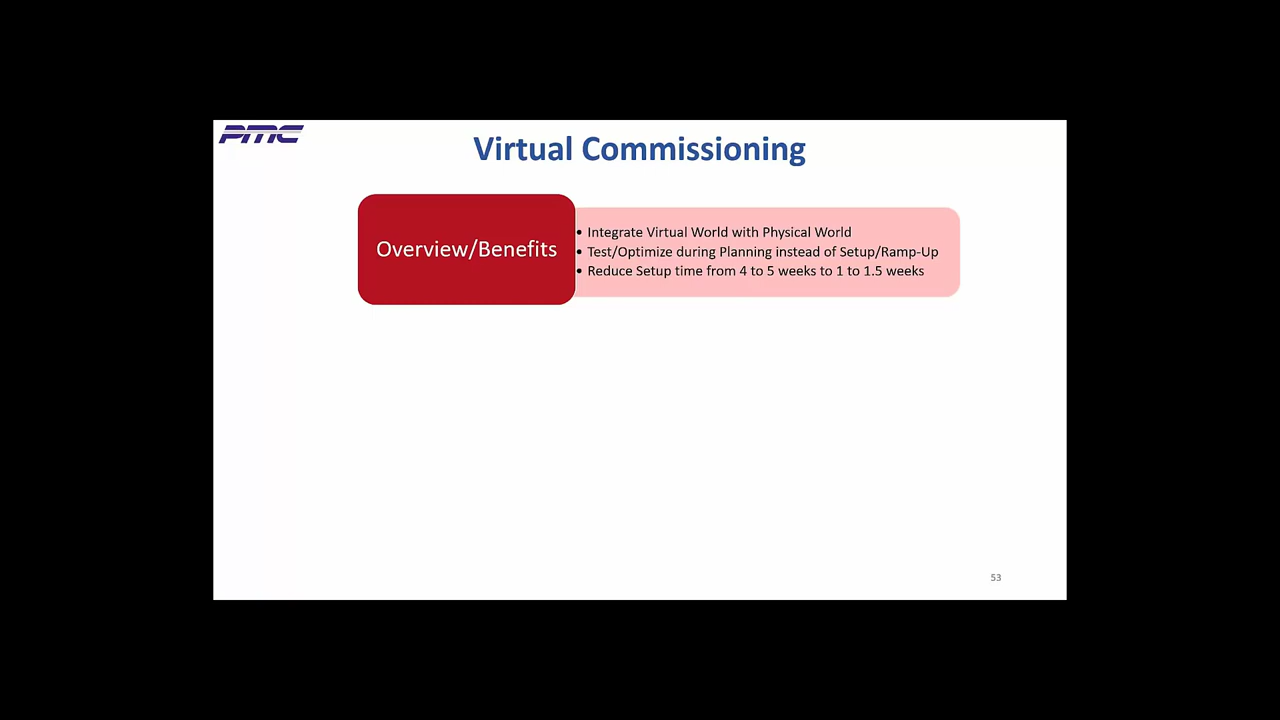 PMC
Virtual Commissioning
Overview/Benefits
• Integrate Virtual World with Physical World
• Test/Optimize during Planning instead of Setup/Ramp-Up
• Reduce Setup time from 4 to 5 weeks to 1 to 1.5 weeks
53